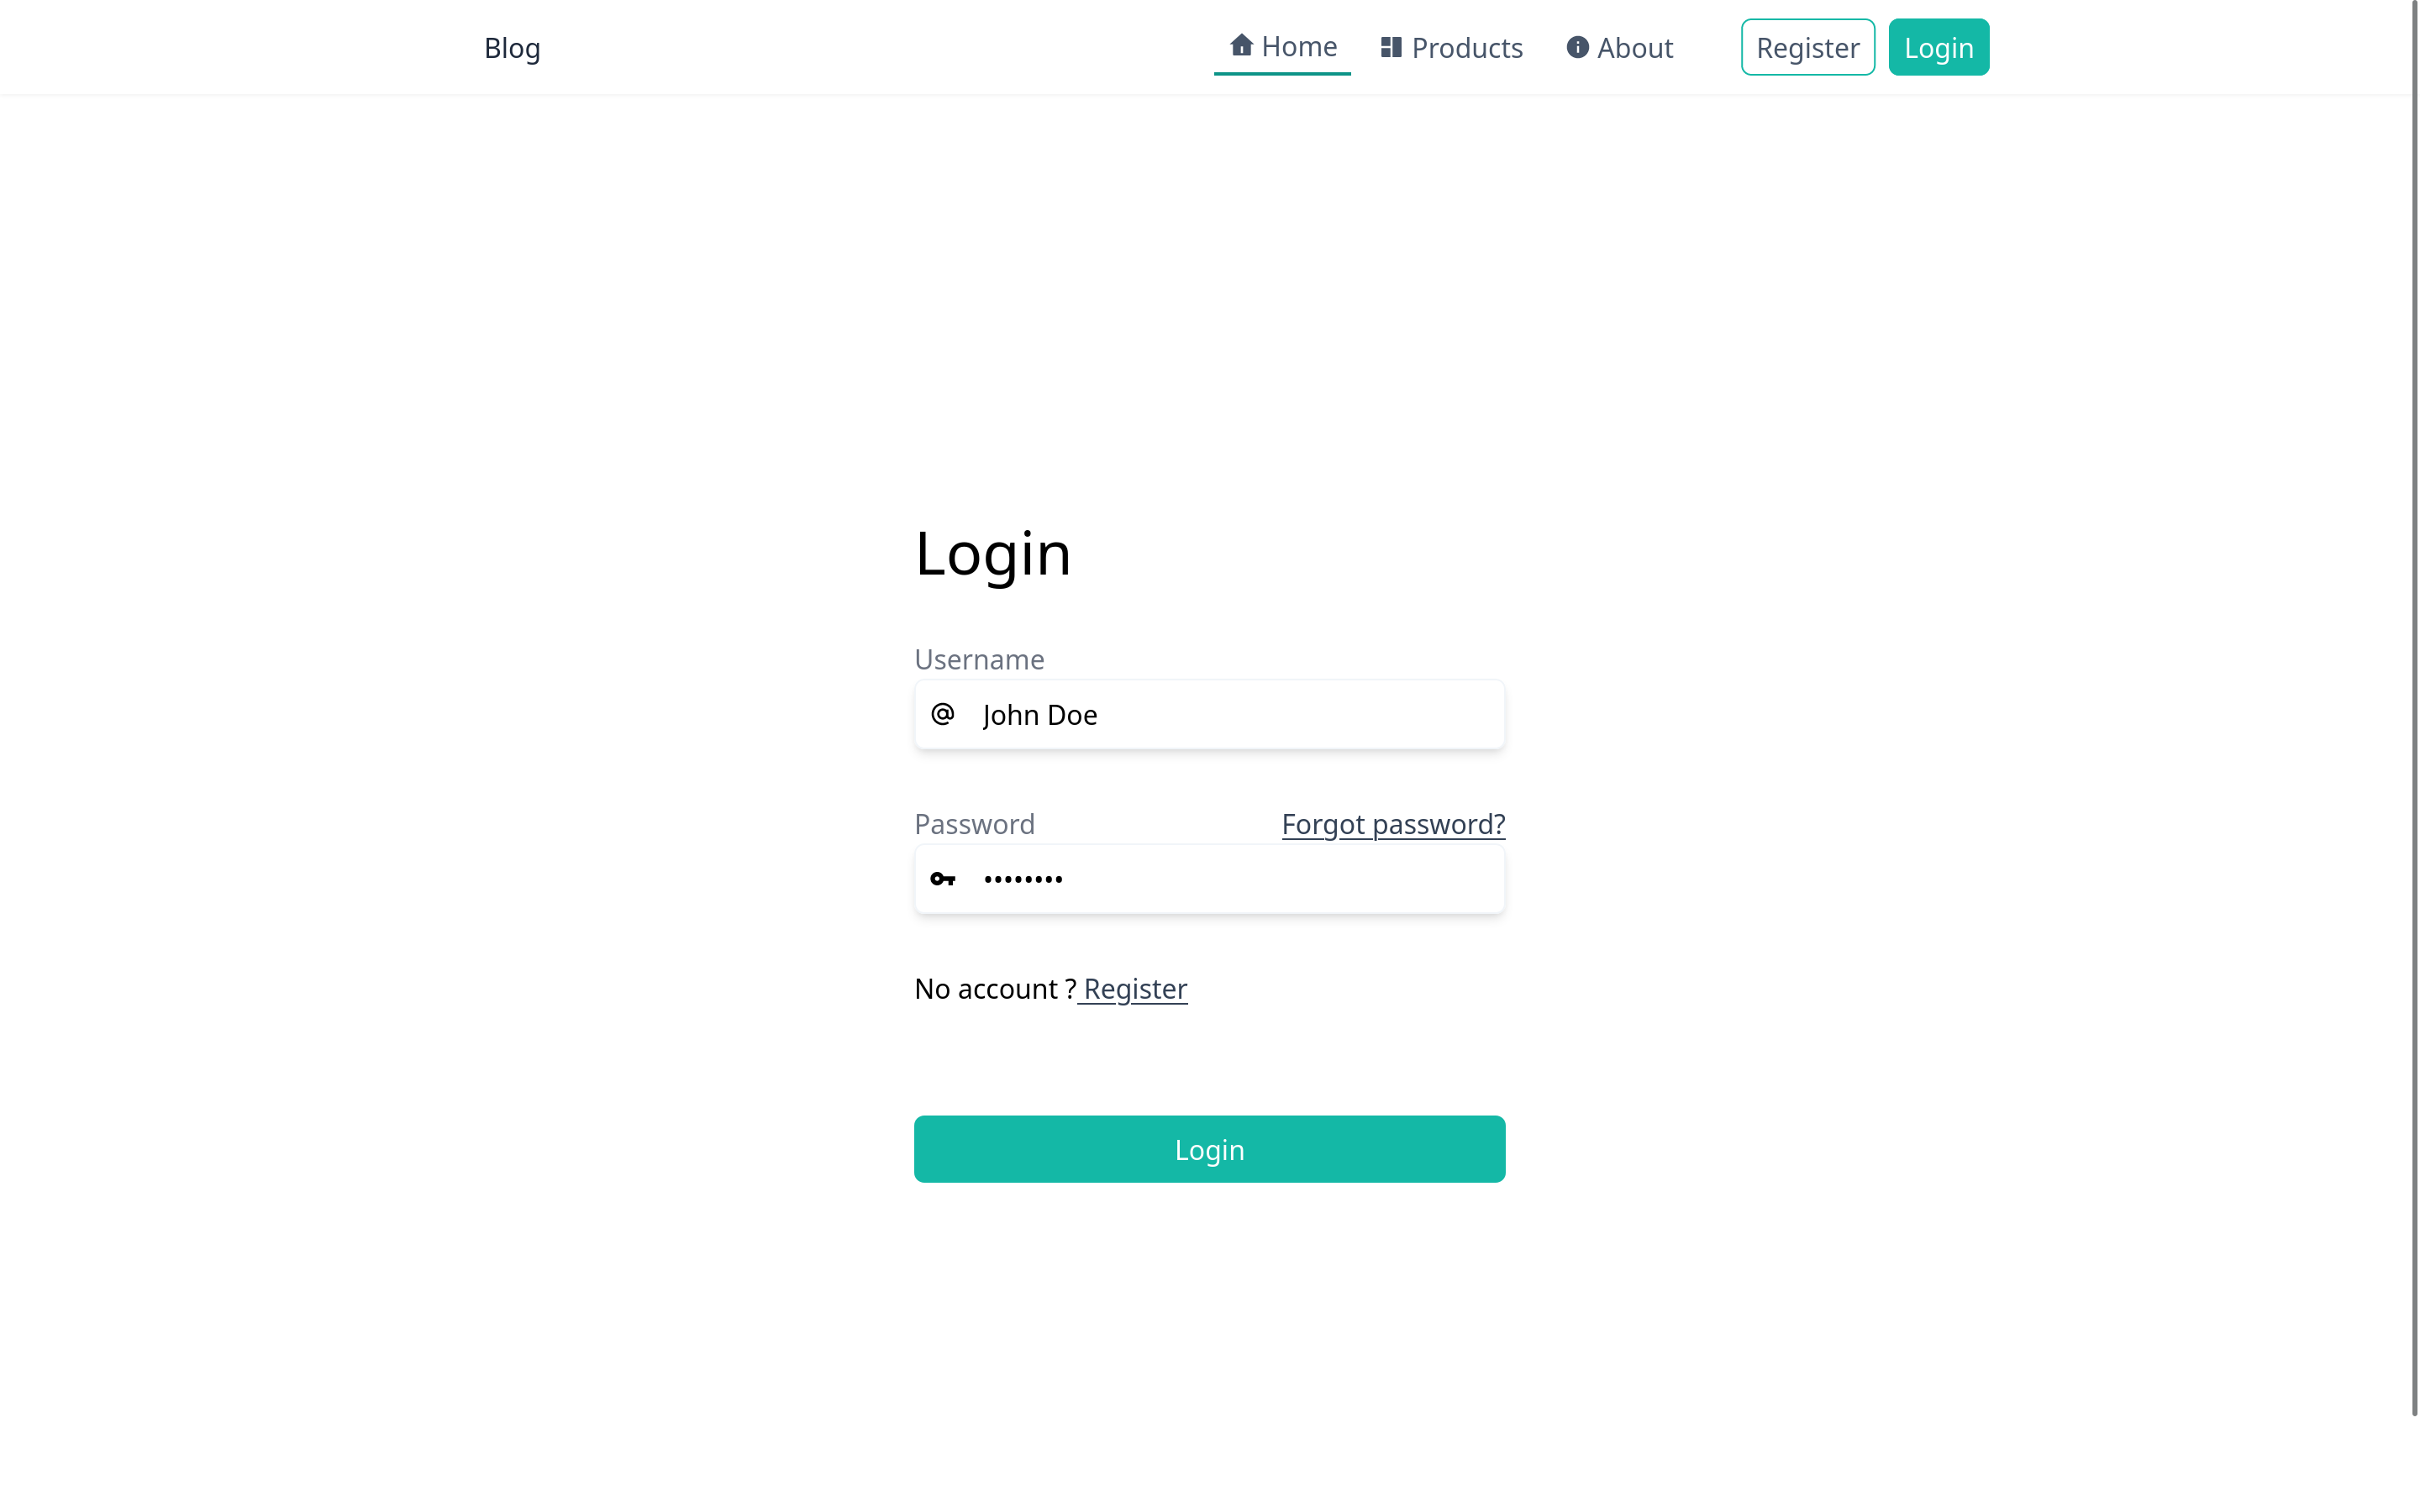 Blog Home Products About Register Login
Login
Username
John Doe
Password Forgot password?
••••••••
No account ? Register
Login